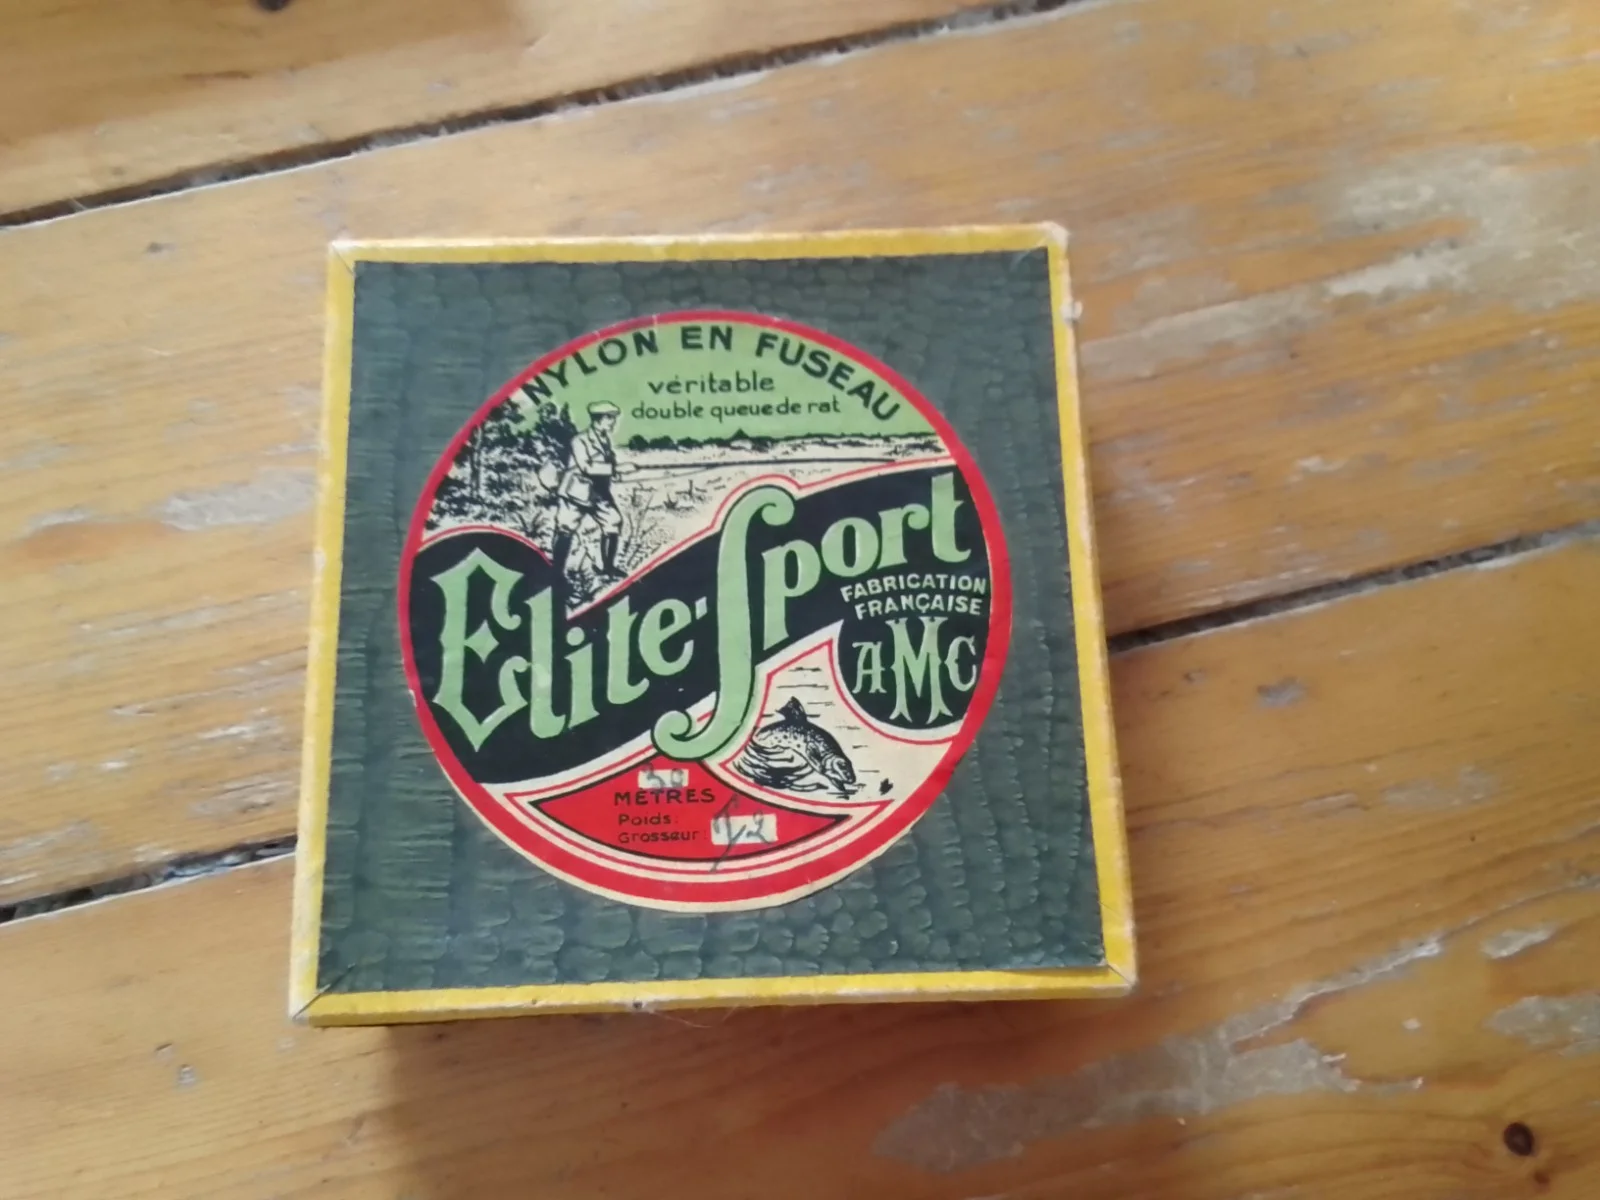 NYLON EN FUSEAU
véritable
double queue de rat
Elite-Sport
FABRICATION
FRANÇAISE
AMC
30
MÈTRES
Poids:
Grosseur: